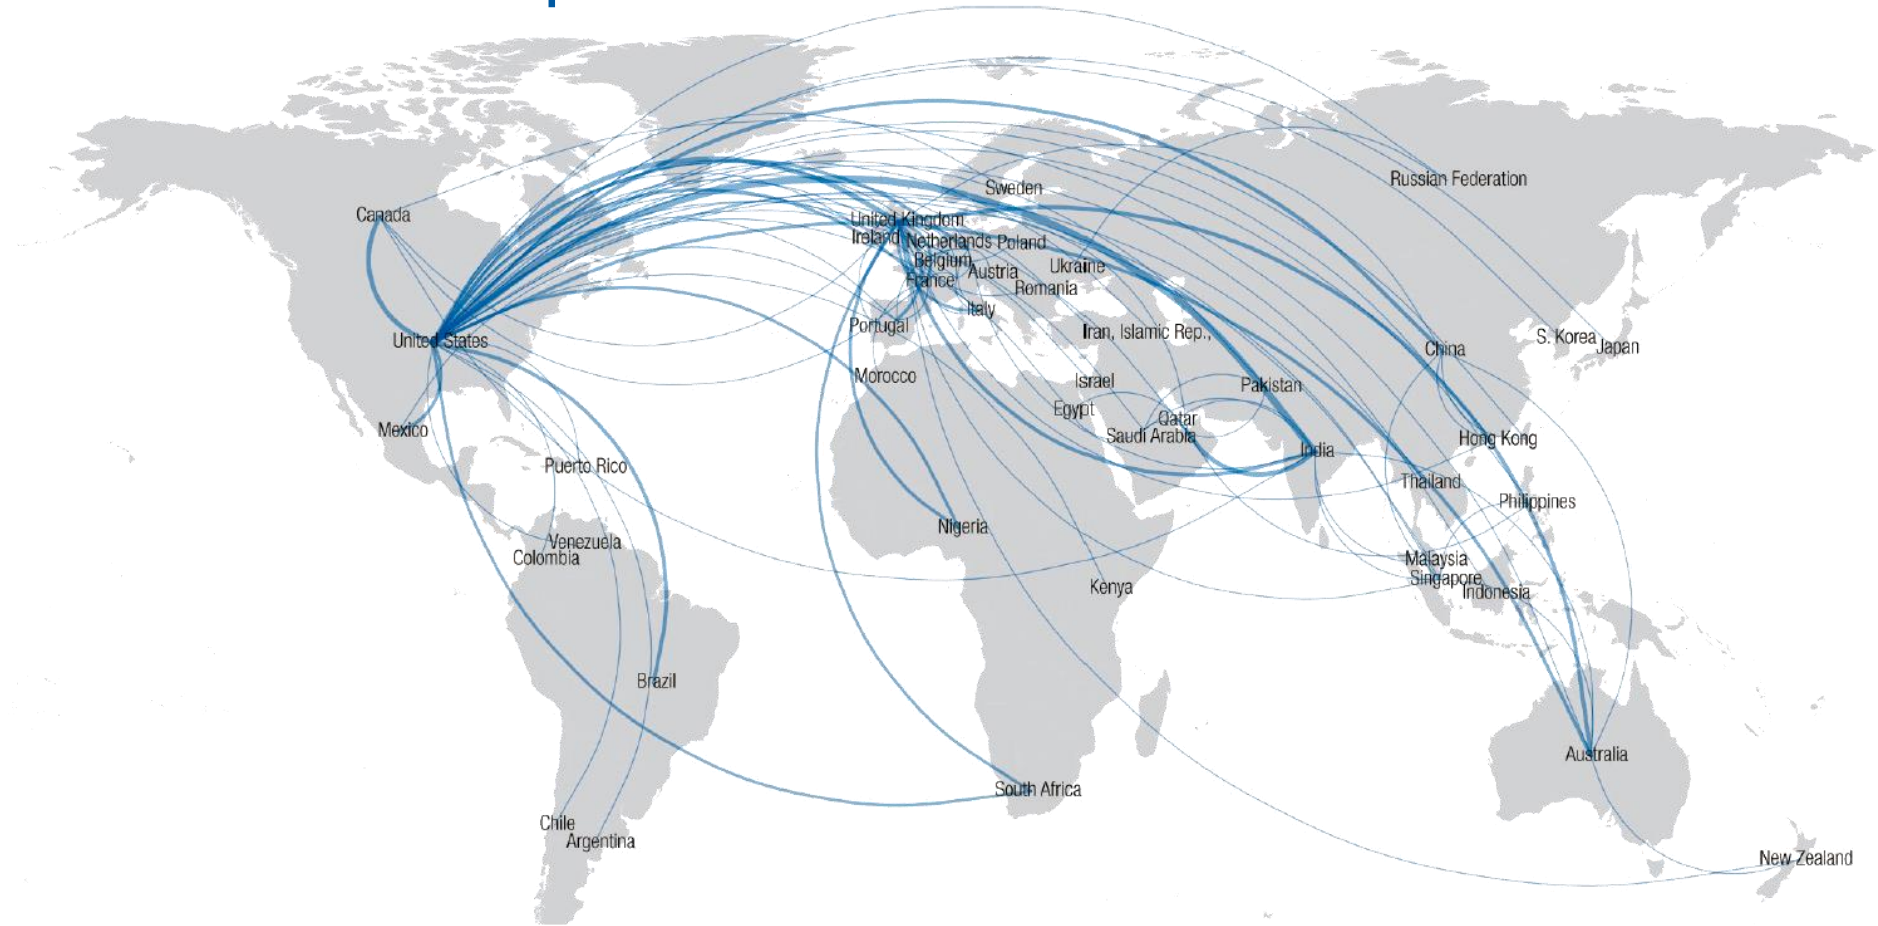 Russian Federation
Sweden
Canada
United Kingdom
Ireland
Netherlands
Poland
Belgium
Austria
Ukraine
France
Romania
Italy
Portugal
Iran, Islamic Rep.,
S. Korea
Japan
China
United States
Morocco
Israel
Pakistan
Egypt
Qatar
Saudi Arabia
Mexico
Hong Kong
India
Puerto Rico
Thailand
Philippines
Nigeria
Venezuela
Colombia
Malaysia
Singapore
Indonesia
Kenya
Brazil
Australia
South Africa
Chile
Argentina
New Zealand